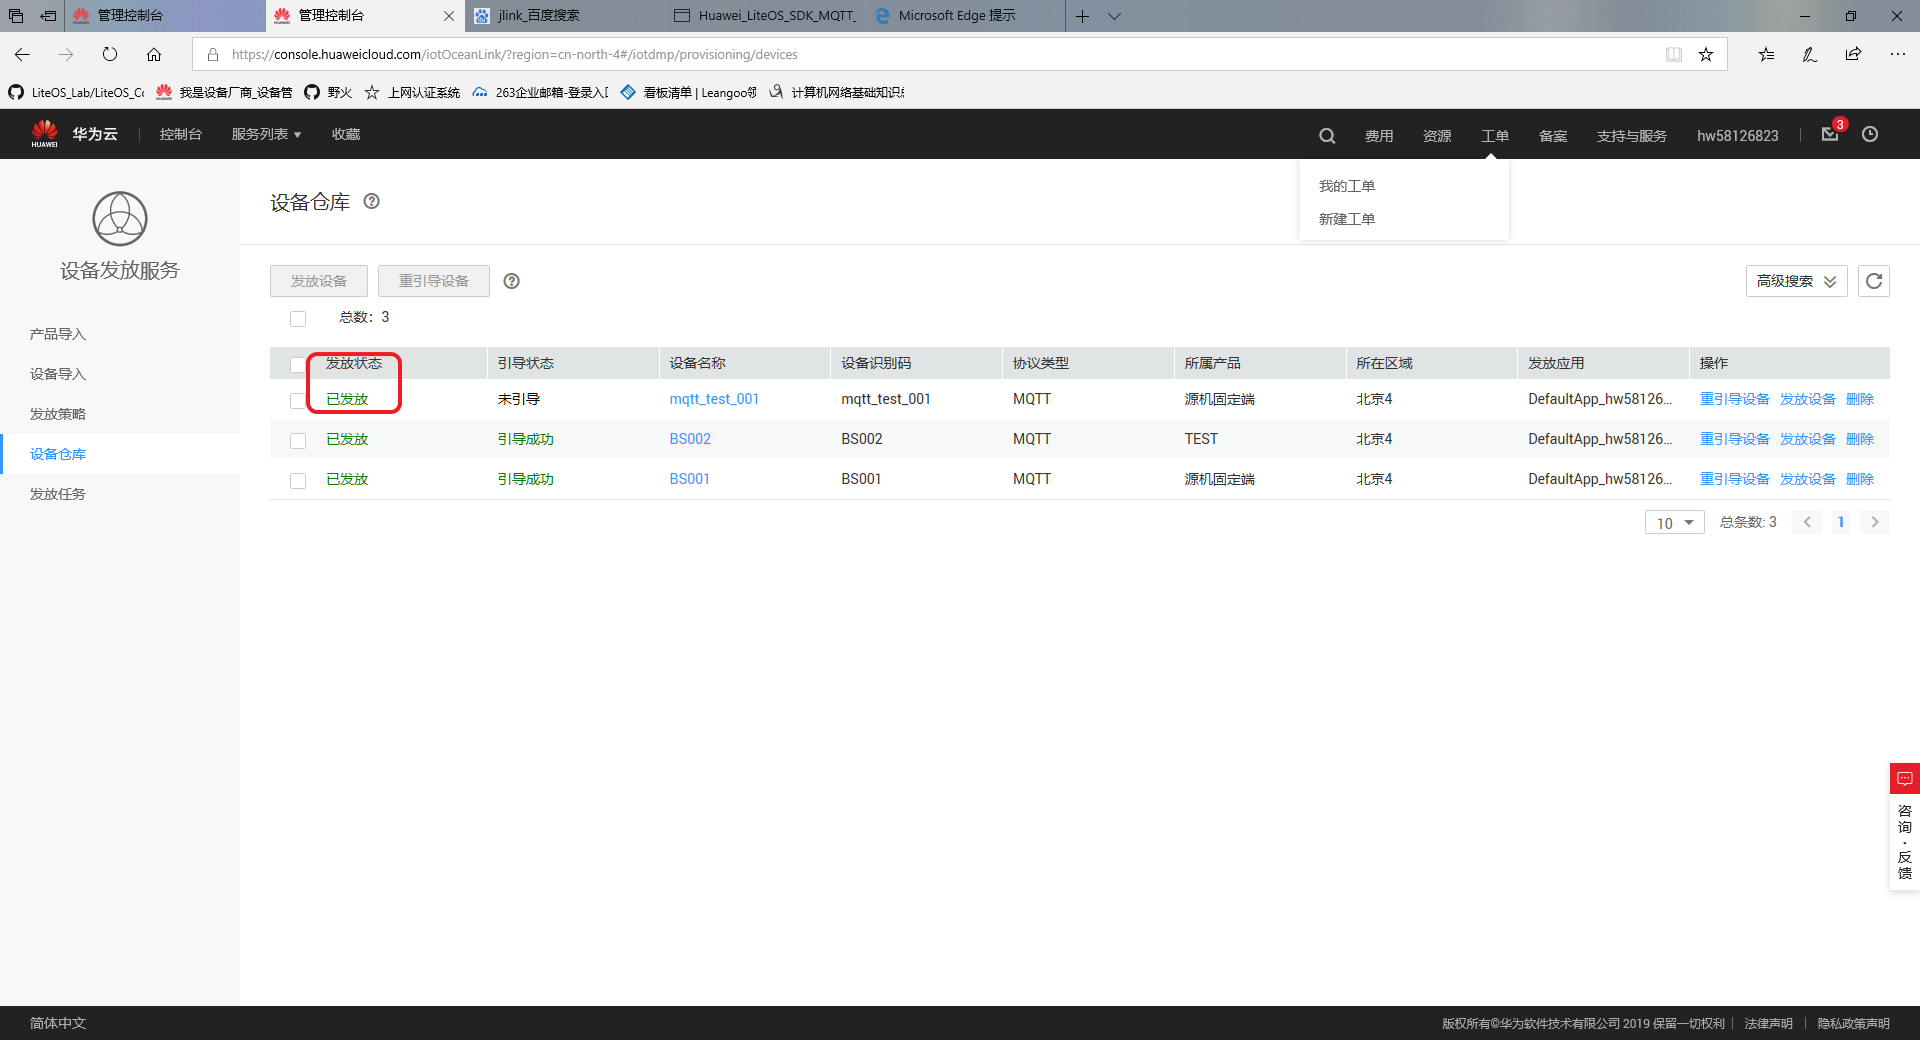 管理控制台
管理控制台
jlink_百度搜索
Huawei_LiteOS_SDK_MQTT_
Microsoft Edge 提示
https://console.huaweicloud.com/iotOceanLink/?region=cn-north-4#/iotdmp/provisioning/devices
LiteOS_Lab/LiteOS_Co
我是设备厂商_设备管
野火
上网认证系统
263企业邮箱-登录入口
看板清单 | Leangoo领
计算机网络基础知识总
HUAWEI
华为云
控制台
服务列表
收藏
费用
资源
工单
备案
支持与服务
hw58126823
3
我的工单
新建工单
设备发放服务
产品导入
设备导入
发放策略
设备仓库
发放任务
设备仓库
发放设备
重引导设备
高级搜索
总数：3
发放状态 引导状态 设备名称 设备识别码 协议类型 所属产品 所在区域 发放应用 操作
已发放 未引导 mqtt_test_001 mqtt_test_001 MQTT 源机固定端 北京4 DefaultApp_hw58126... 重引导设备 发放设备 删除
已发放 引导成功 BS002 BS002 MQTT TEST 北京4 DefaultApp_hw58126... 重引导设备 发放设备 删除
已发放 引导成功 BS001 BS001 MQTT 源机固定端 北京4 DefaultApp_hw58126... 重引导设备 发放设备 删除
10 总条数: 3 1
咨询·反馈
简体中文
版权所有©华为软件技术有限公司 2019 保留一切权利 | 法律声明 | 隐私政策声明